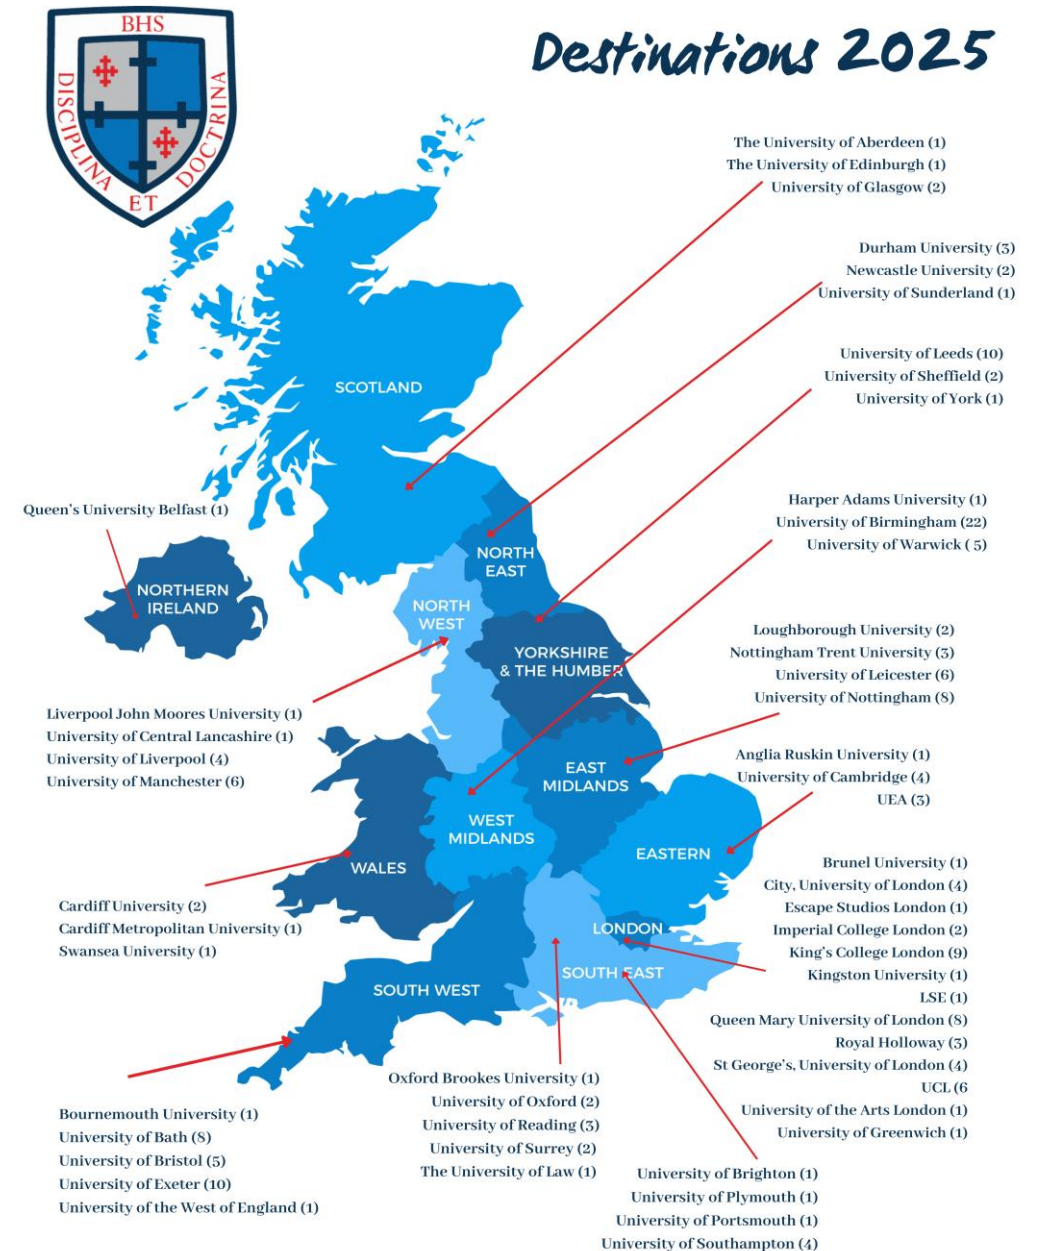 BHS
DISCIPLINA
ET
DOCTRINA
Destinations 2025
The University of Aberdeen (1)
The University of Edinburgh (1)
University of Glasgow (2)
Durham University (3)
Newcastle University (2)
University of Sunderland (1)
University of Leeds (10)
University of Sheffield (2)
University of York (1)
SCOTLAND
Queen's University Belfast (1)
Harper Adams University (1)
University of Birmingham (22)
University of Warwick ( 5)
NORTH
EAST
NORTHERN
IRELAND
NORTH
WEST
YORKSHIRE
& THE HUMBER
Loughborough University (2)
Nottingham Trent University (3)
University of Leicester (6)
University of Nottingham (8)
Liverpool John Moores University (1)
University of Central Lancashire (1)
University of Liverpool (4)
University of Manchester (6)
EAST
MIDLANDS
Anglia Ruskin University (1)
University of Cambridge (4)
UEA (3)
WEST
MIDLANDS
EASTERN
WALES
Cardiff University (2)
Cardiff Metropolitan University (1)
Swansea University (1)
Brunel University (1)
City, University of London (4)
Escape Studios London (1)
Imperial College London (2)
King's College London (9)
Kingston University (1)
LSE (1)
Queen Mary University of London (8)
Royal Holloway (3)
St George's, University of London (4)
UCL (6
University of the Arts London (1)
University of Greenwich (1)
LONDON
SOUTH EAST
SOUTH WEST
Bournemouth University (1)
University of Bath (8)
University of Bristol (5)
University of Exeter (10)
University of the West of England (1)
Oxford Brookes University (1)
University of Oxford (2)
University of Reading (3)
University of Surrey (2)
The University of Law (1)
University of Brighton (1)
University of Plymouth (1)
University of Portsmouth (1)
University of Southampton (4)